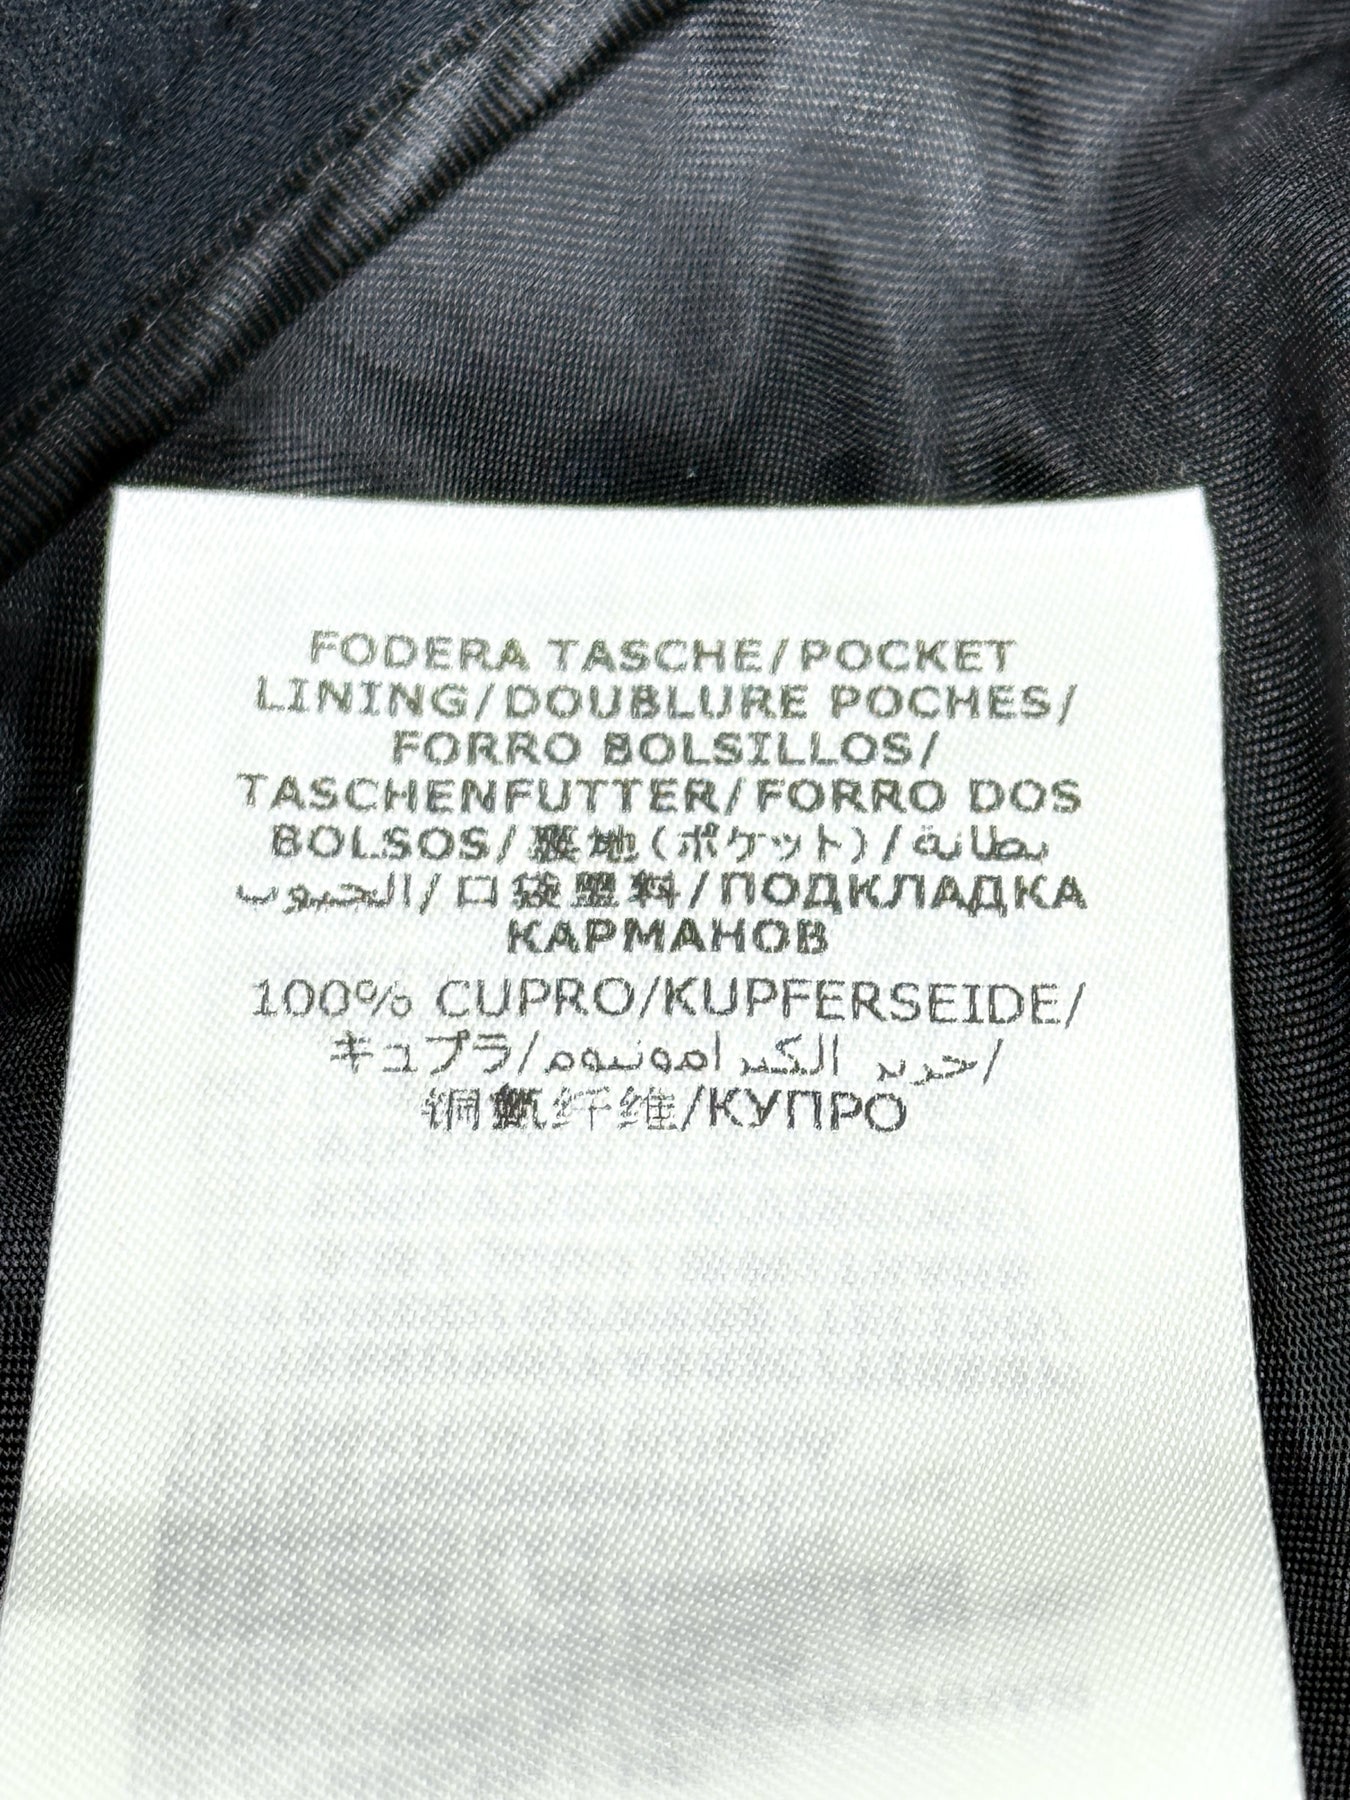 FODERA TASCHE/POCKET
LINING/DOUBLURE POCHES/
FORRO BOLSILLOS/
TASCHENFUTTER/FORRO DOS
BOLSOS/裏地(ポケット)/بطانة
الجيوب/口袋里料/ПОДКЛАДКА
КАРМАНОВ
100% CUPRO/KUPFERSEIDE/
キュプラ/حرير الكبرامونيوم/
铜氨纤维/КУПРО